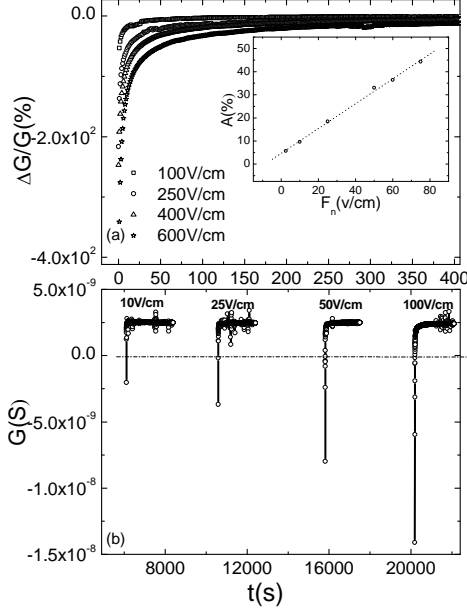 0.0
-2.0x10²
-4.0x10²
ΔG/G(%)
50
40
30
20
10
0
A(%)
0 20 40 60 80
Fₙ(v/cm)
100V/cm
250V/cm
400V/cm
600V/cm
(a)
0 50 100 150 200 250 300 350 400
5.0x10⁻⁹
0.0
-5.0x10⁻⁹
-1.0x10⁻⁸
-1.5x10⁻⁸
G(S)
10V/cm 25V/cm 50V/cm 100V/cm
(b)
8000 12000 16000 20000
t(s)